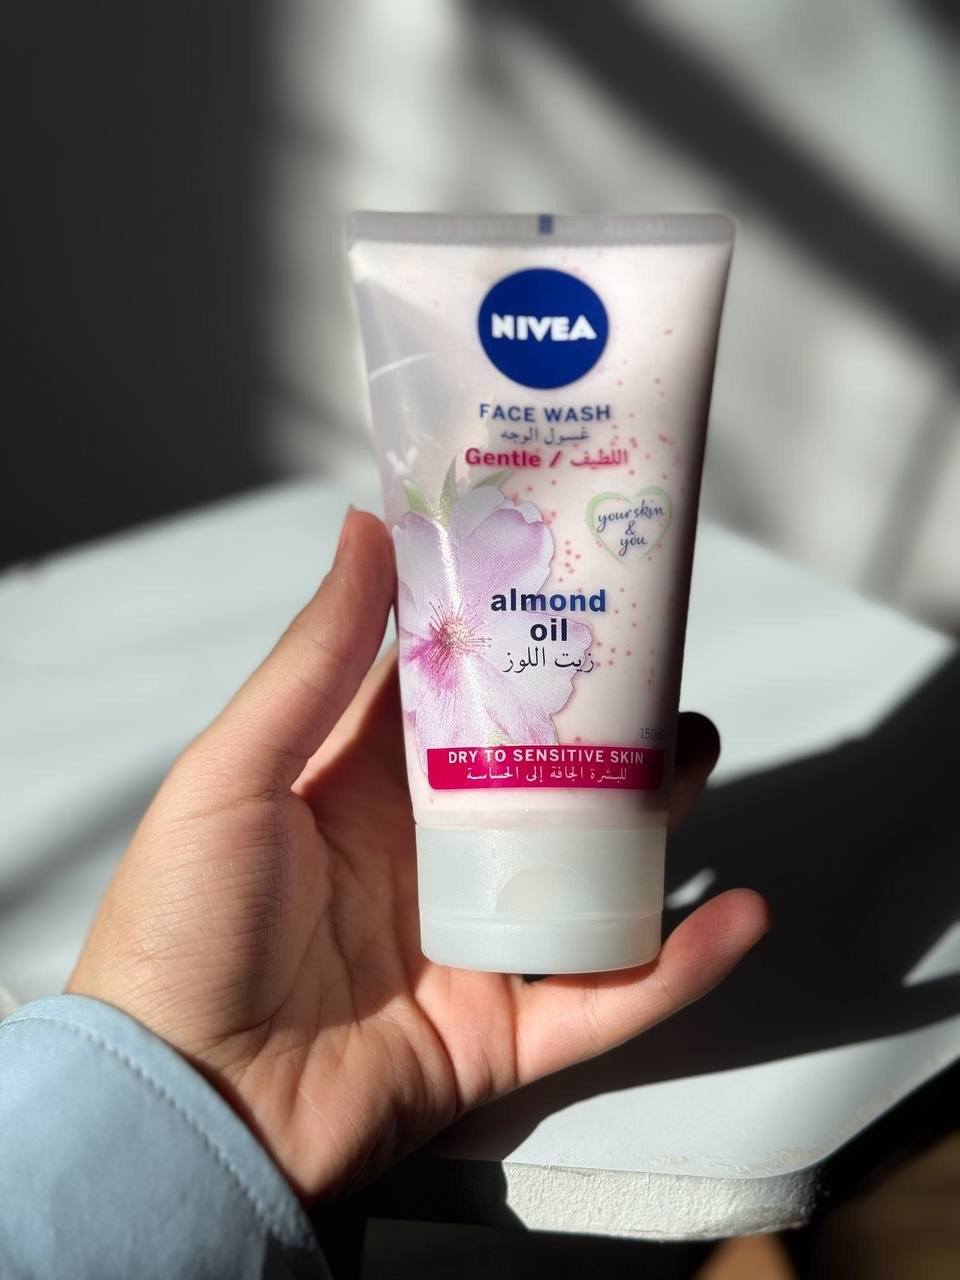 NIVEA
FACE WASH
غسول الوجه
Gentle / اللطيف
your skin
&
you
almond
oil
زيت اللوز
150ml
DRY TO SENSITIVE SKIN
للبشرة الجافة إلى الحساسة